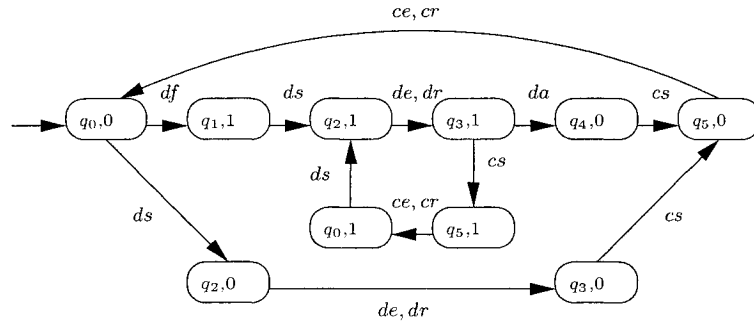 ce, cr
df ds de, dr da cs
q0,0 q1,1 q2,1 q3,1 q4,0 q5,0
cs
ds ce, cr
ds q0,1 q5,1 cs
q2,0 q3,0
de, dr